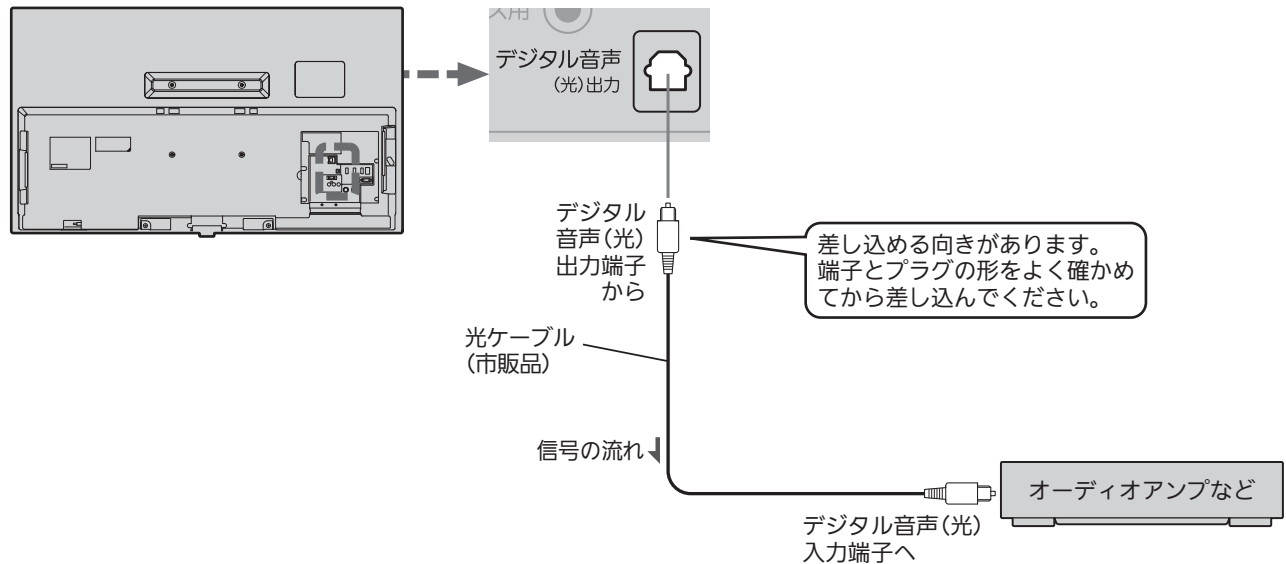 ス用
デジタル音声
(光)出力
デジタル
音声(光)
出力端子
から
差し込める向きがあります。
端子とプラグの形をよく確かめ
てから差し込んでください。
光ケーブル
(市販品)
信号の流れ
オーディオアンプなど
デジタル音声(光)
入力端子へ